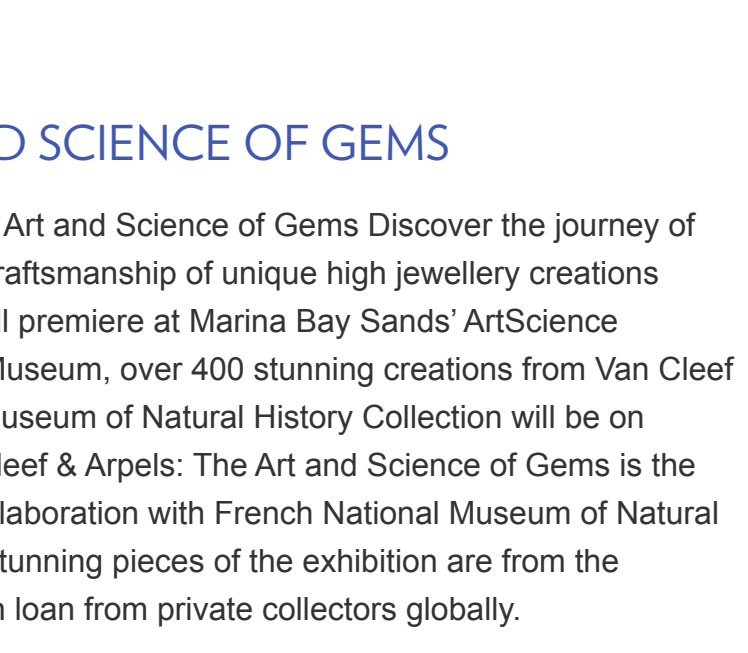 D SCIENCE OF GEMS
Art and Science of Gems Discover the journey of
raftsmanship of unique high jewellery creations
ll premiere at Marina Bay Sands’ ArtScience
Museum, over 400 stunning creations from Van Cleef
useum of Natural History Collection will be on
leef & Arpels: The Art and Science of Gems is the
laboration with French National Museum of Natural
tunning pieces of the exhibition are from the
n loan from private collectors globally.